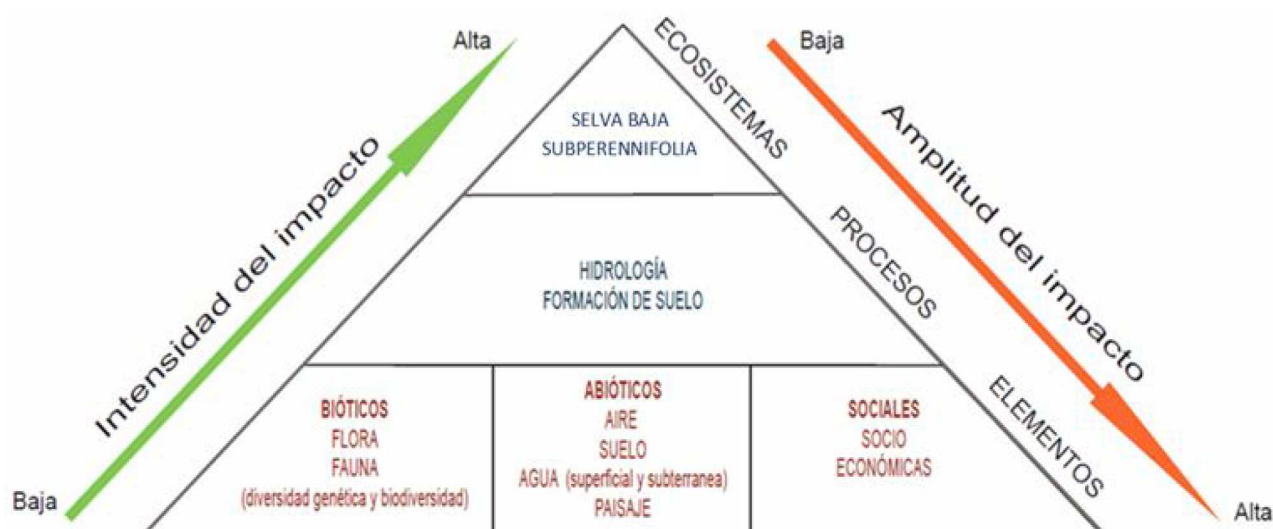 Alta
Intensidad del impacto
Baja
ECOSISTEMAS
PROCESOS
ELEMENTOS
Baja
Amplitud del impacto
Alta
SELVA BAJA
SUBPERENNIFOLIA
HIDROLOGÍA
FORMACIÓN DE SUELO
BIÓTICOS
FLORA
FAUNA
(diversidad genética y biodiversidad)
ABIÓTICOS
AIRE
SUELO
AGUA (superficial y subterranea)
PAISAJE
SOCIALES
SOCIO
ECONÓMICAS